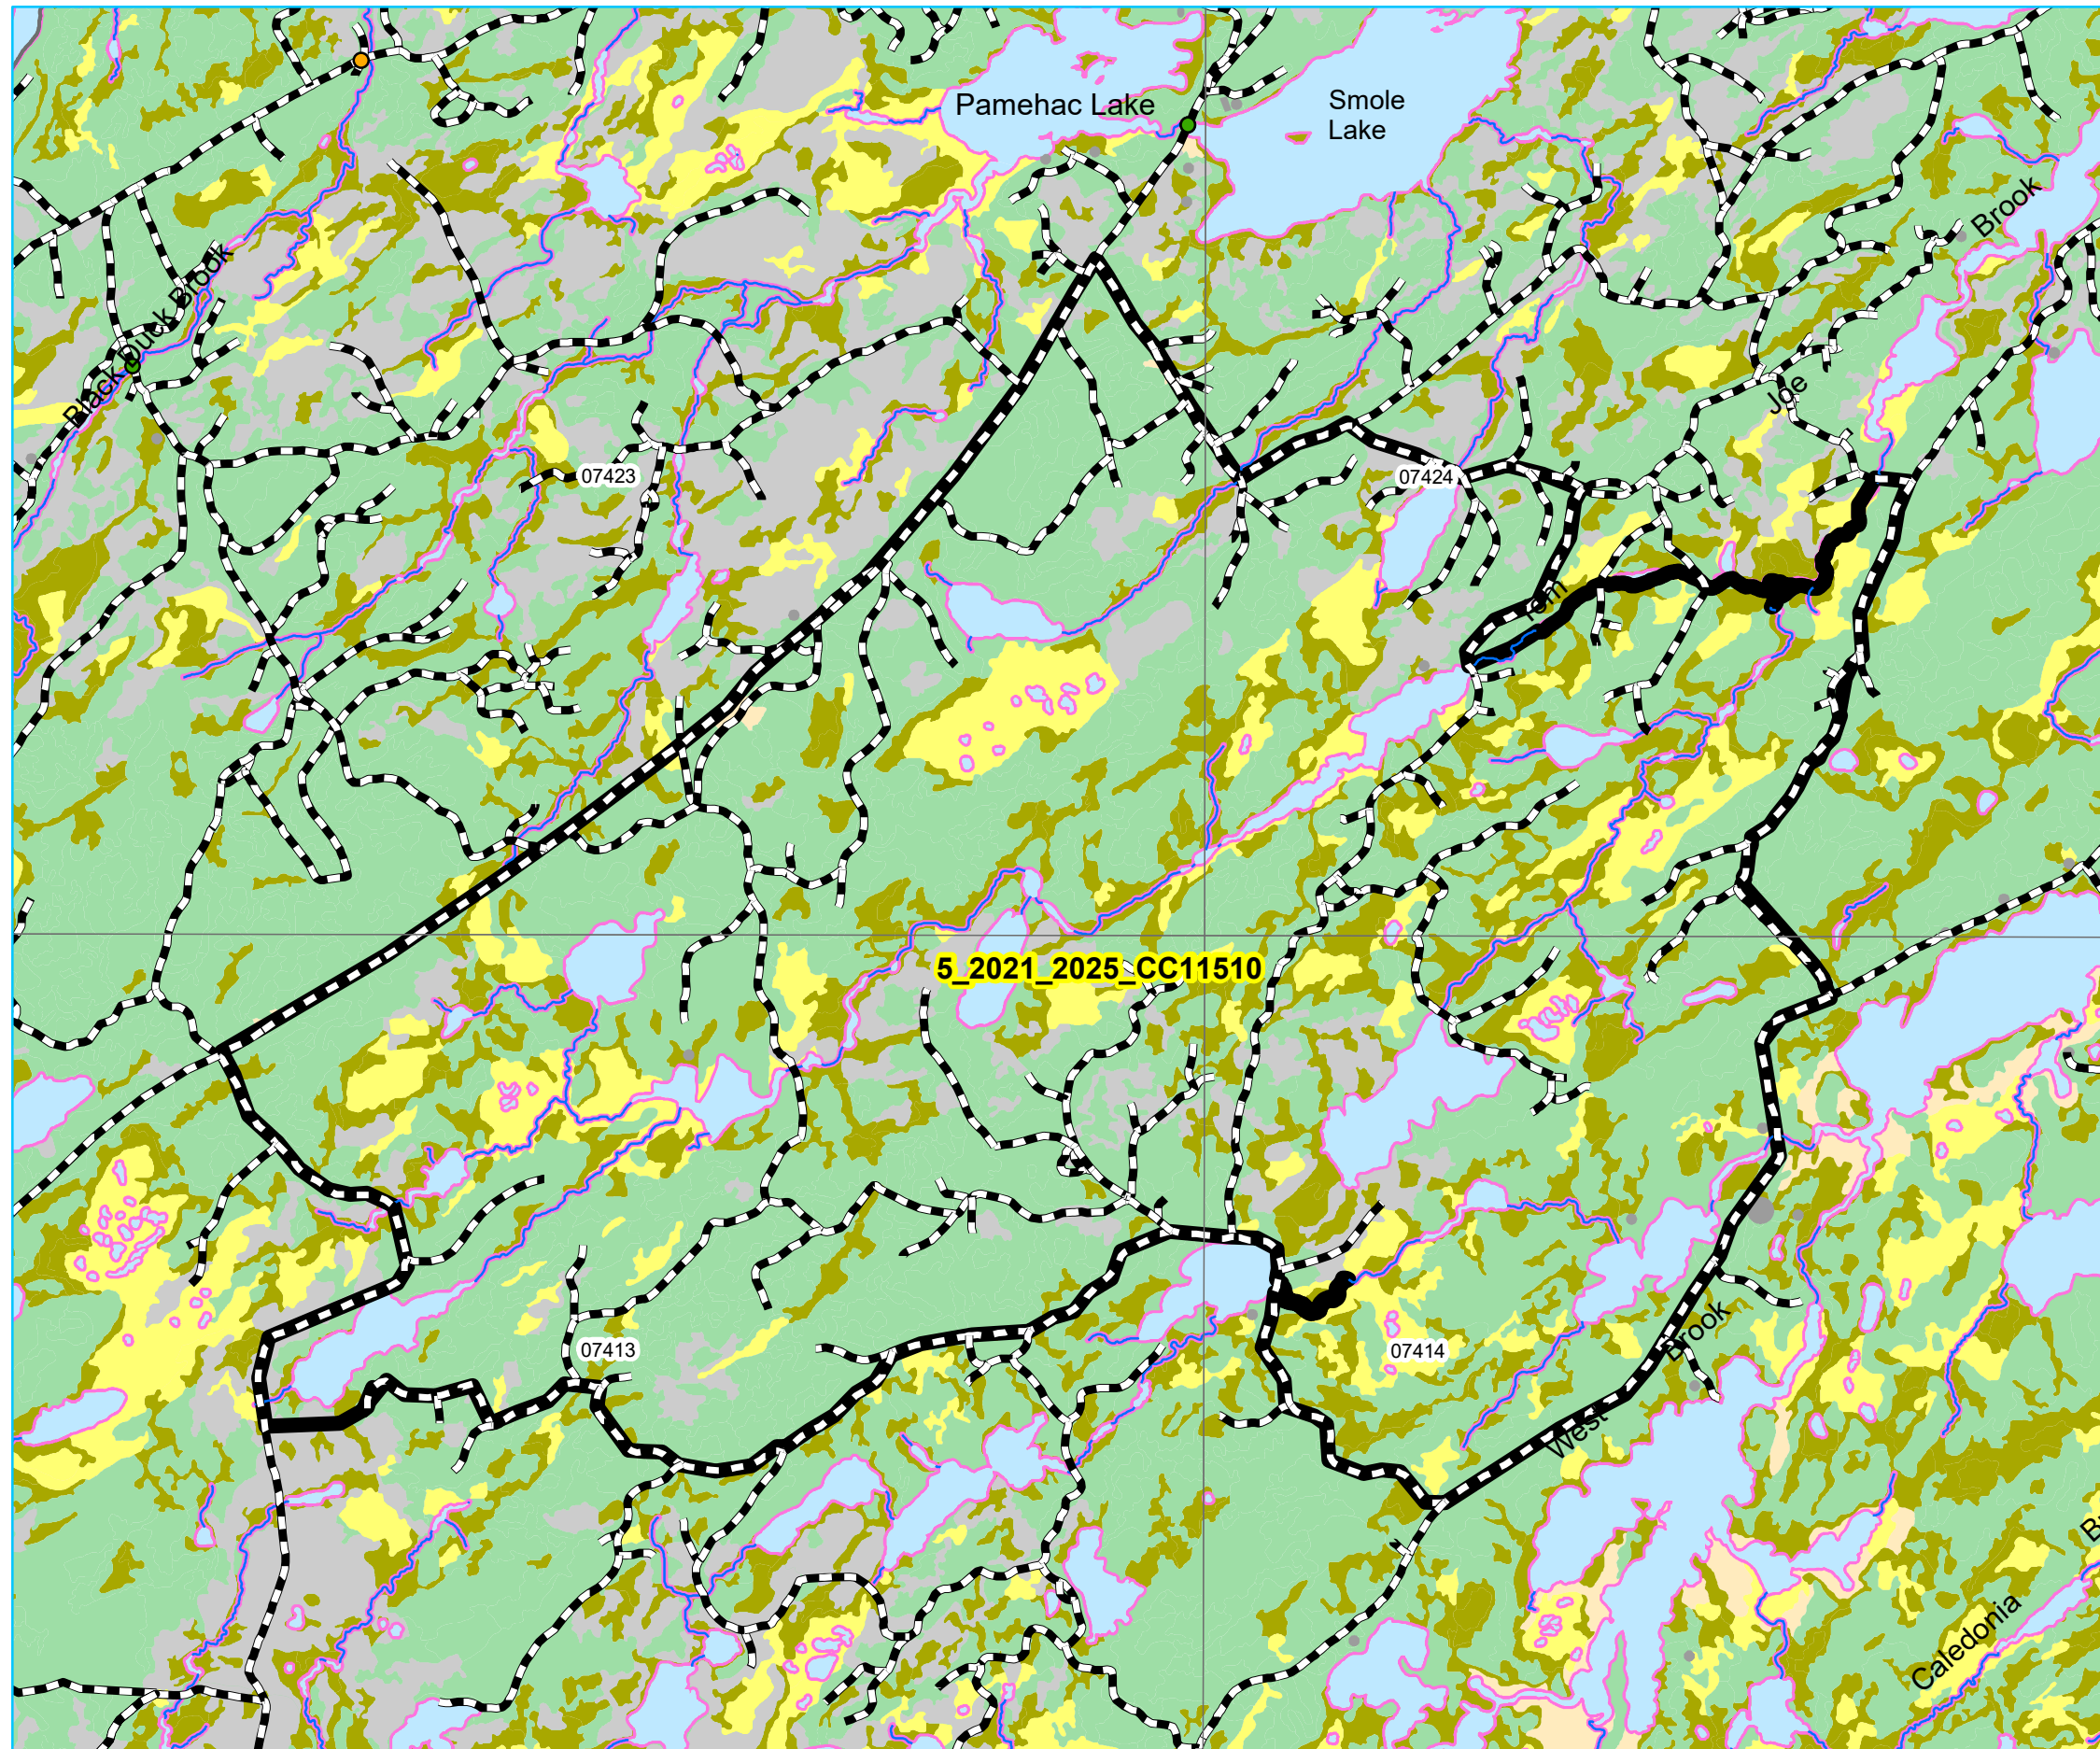 Pamehac Lake
Smole
Lake
Brook
Black Duck Brook
Joe
07423
07424
Tom
5_2021_2025_CC11510
Brook
07413
07414
West
Caledonia